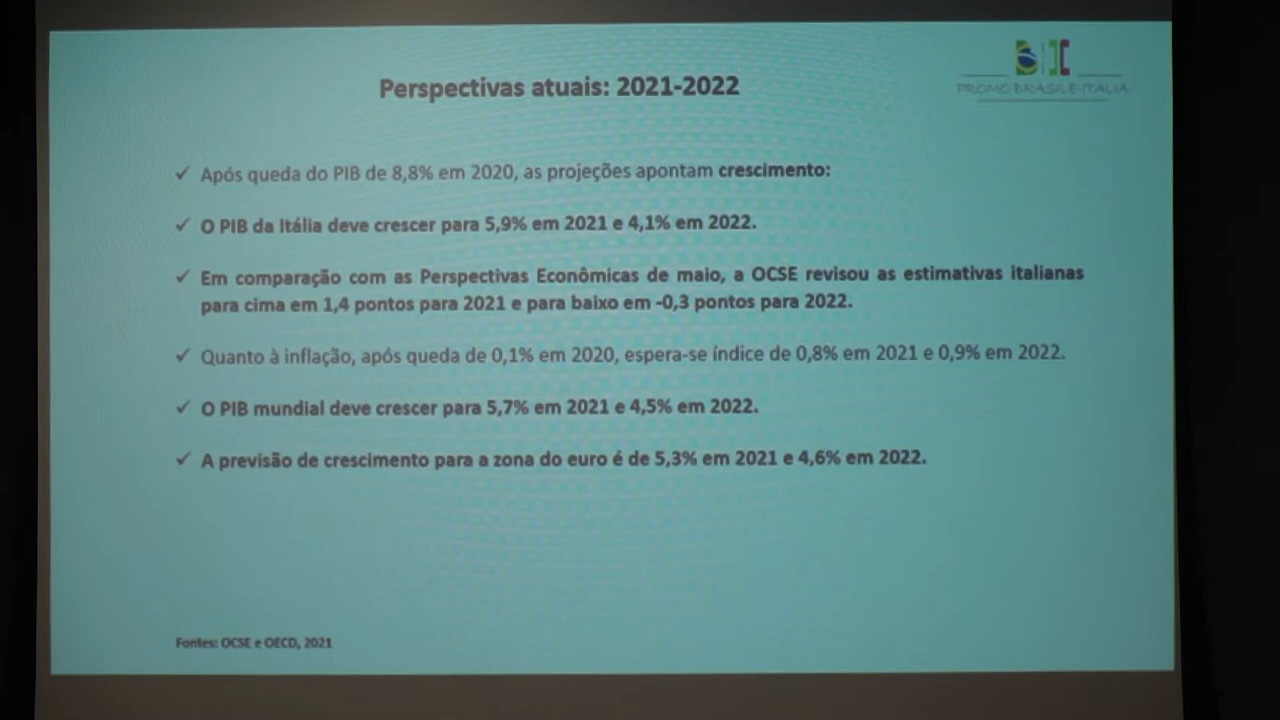 Perspectivas atuais: 2021-2022
PROMO BRASILE-ITALIA
✓ Após queda do PIB de 8,8% em 2020, as projeções apontam crescimento:
✓ O PIB da Itália deve crescer para 5,9% em 2021 e 4,1% em 2022.
✓ Em comparação com as Perspectivas Econômicas de maio, a OCSE revisou as estimativas italianas
para cima em 1,4 pontos para 2021 e para baixo em -0,3 pontos para 2022.
✓ Quanto à inflação, após queda de 0,1% em 2020, espera-se índice de 0,8% em 2021 e 0,9% em 2022.
✓ O PIB mundial deve crescer para 5,7% em 2021 e 4,5% em 2022.
✓ A previsão de crescimento para a zona do euro é de 5,3% em 2021 e 4,6% em 2022.
Fontes: OCSE e OECD, 2021